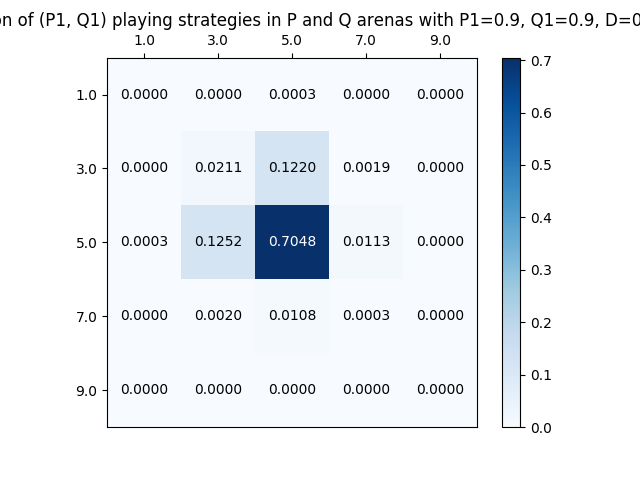 on of (P1, Q1) playing strategies in P and Q arenas with P1=0.9, Q1=0.9, D=0
1.0 3.0 5.0 7.0 9.0
1.0 0.0000 0.0000 0.0003 0.0000 0.0000
3.0 0.0000 0.0211 0.1220 0.0019 0.0000
5.0 0.0003 0.1252 0.7048 0.0113 0.0000
7.0 0.0000 0.0020 0.0108 0.0003 0.0000
9.0 0.0000 0.0000 0.0000 0.0000 0.0000
0.7
0.6
0.5
0.4
0.3
0.2
0.1
0.0